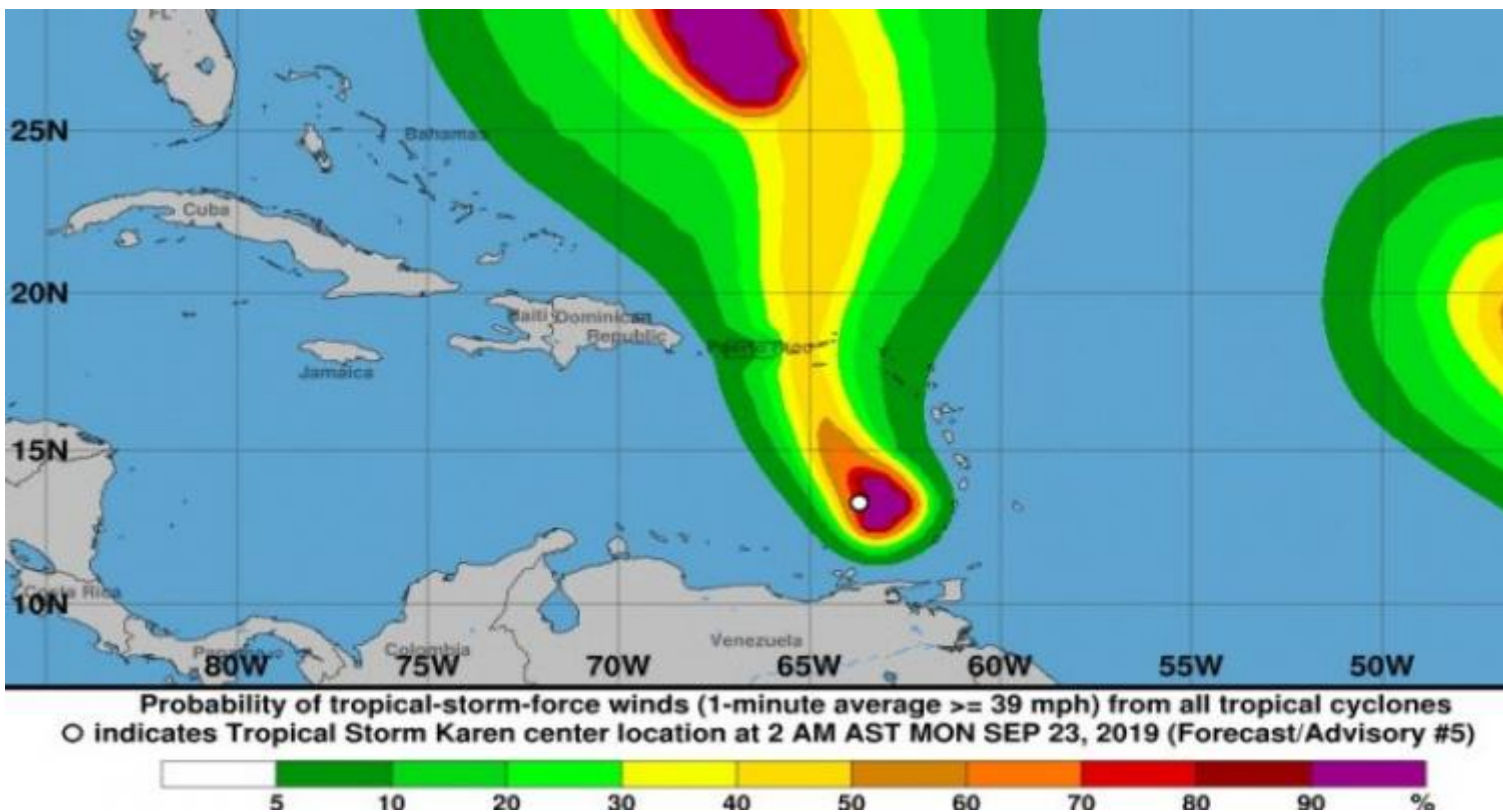 FL
25N
Bahamas
Cuba
20N
Haiti Dominican
Republic
Puerto Rico
Jamaica
15N
Costa Rica
10N
Venezuela
Colombia
80W 75W 70W 65W 60W 55W 50W
Probability of tropical-storm-force winds (1-minute average >= 39 mph) from all tropical cyclones
O indicates Tropical Storm Karen center location at 2 AM AST MON SEP 23, 2019 (Forecast/Advisory #5)
5 10 20 30 40 50 60 70 80 90 %